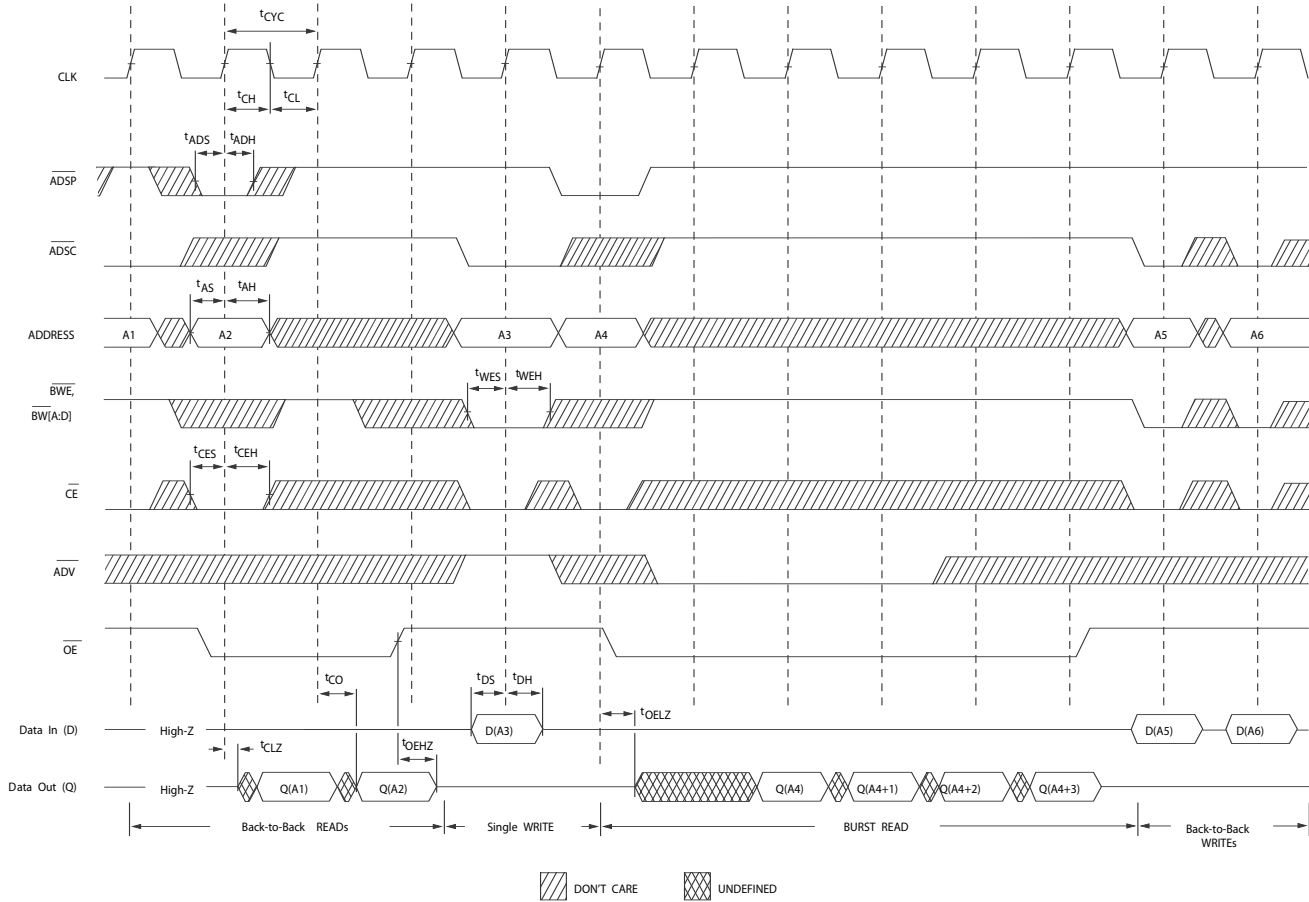 tCYC
CLK
tCH
tCL
tADS
tADH
ADSP
ADSC
tAS
tAH
ADDRESS
A1
A2
A3
A4
A5
A6
tWES
tWEH
BWE,
BW[A:D]
tCES
tCEH
CE
ADV
OE
tCO
tDS
tDH
tOELZ
Data In (D)
High-Z
D(A3)
D(A5)
D(A6)
tCLZ
tOEHZ
Data Out (Q)
High-Z
Q(A1)
Q(A2)
Q(A4)
Q(A4+1)
Q(A4+2)
Q(A4+3)
Back-to-Back READs
Single WRITE
BURST READ
Back-to-Back
WRITEs
DON'T CARE
UNDEFINED